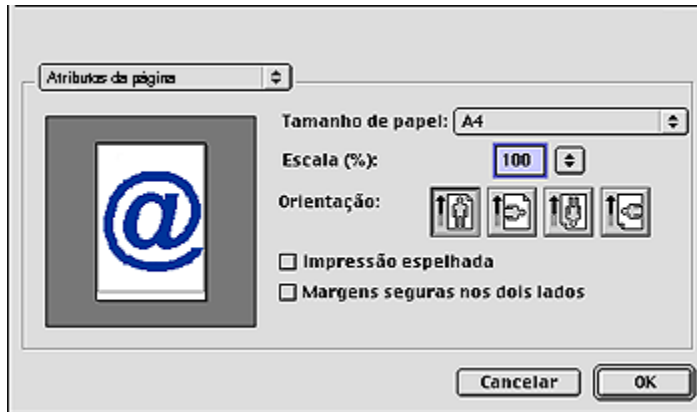 Atributos da página
Tamanho de papel: A4
Escala (%): 100
Orientação:
@
Impressão espelhada
Margens seguras nos dois lados
Cancelar OK